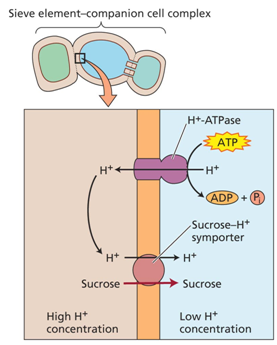 Sieve element–companion cell complex
H+-ATPase
ATP
H+
H+
ADP + Pi
Sucrose–H+
symporter
H+
H+
Sucrose
Sucrose
High H+
concentration
Low H+
concentration